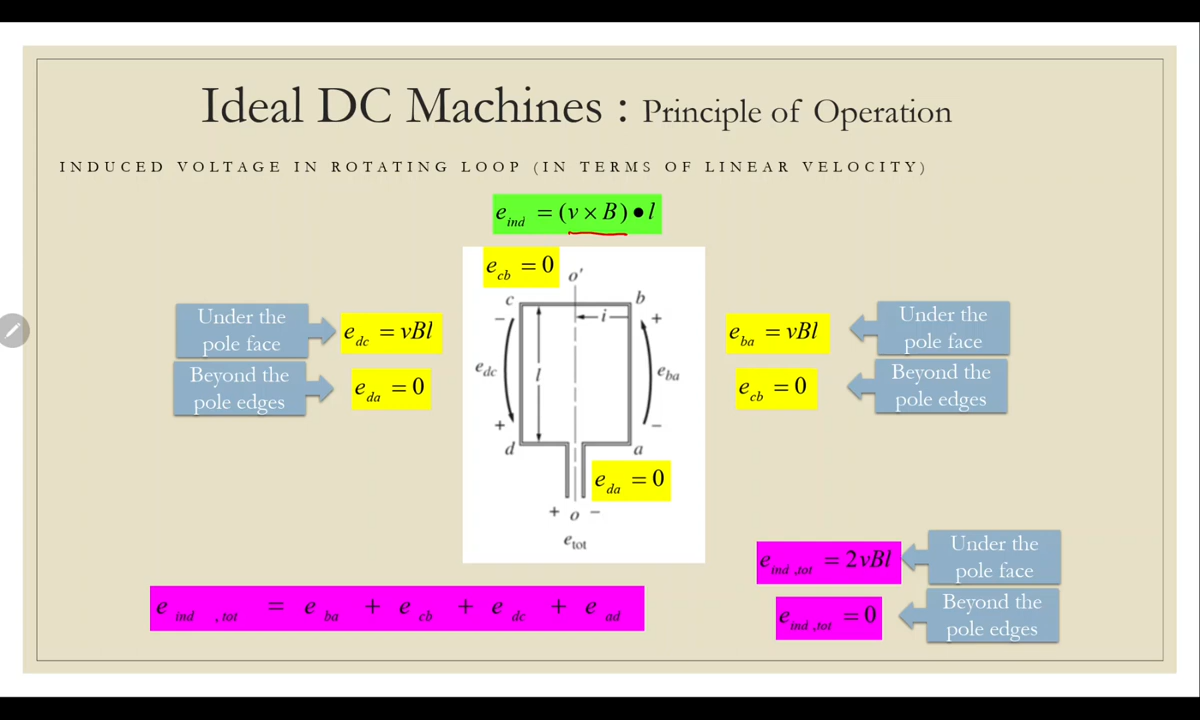 Ideal DC Machines : Principle of Operation
INDUCED VOLTAGE IN ROTATING LOOP (IN TERMS OF LINEAR VELOCITY)
e_ind = (v × B) • l
e_cb = 0
o'
c
b
i
− +
Under the
pole face
e_dc = vBl
Beyond the
pole edges
e_da = 0
e_dc
l
e_ba
+ −
d
a
e_ba = vBl
Under the
pole face
e_cb = 0
Beyond the
pole edges
e_da = 0
+ o −
e_tot
e_ind,tot = 2vBl
Under the
pole face
e_ind,tot = e_ba + e_cb + e_dc + e_ad
e_ind,tot = 0
Beyond the
pole edges